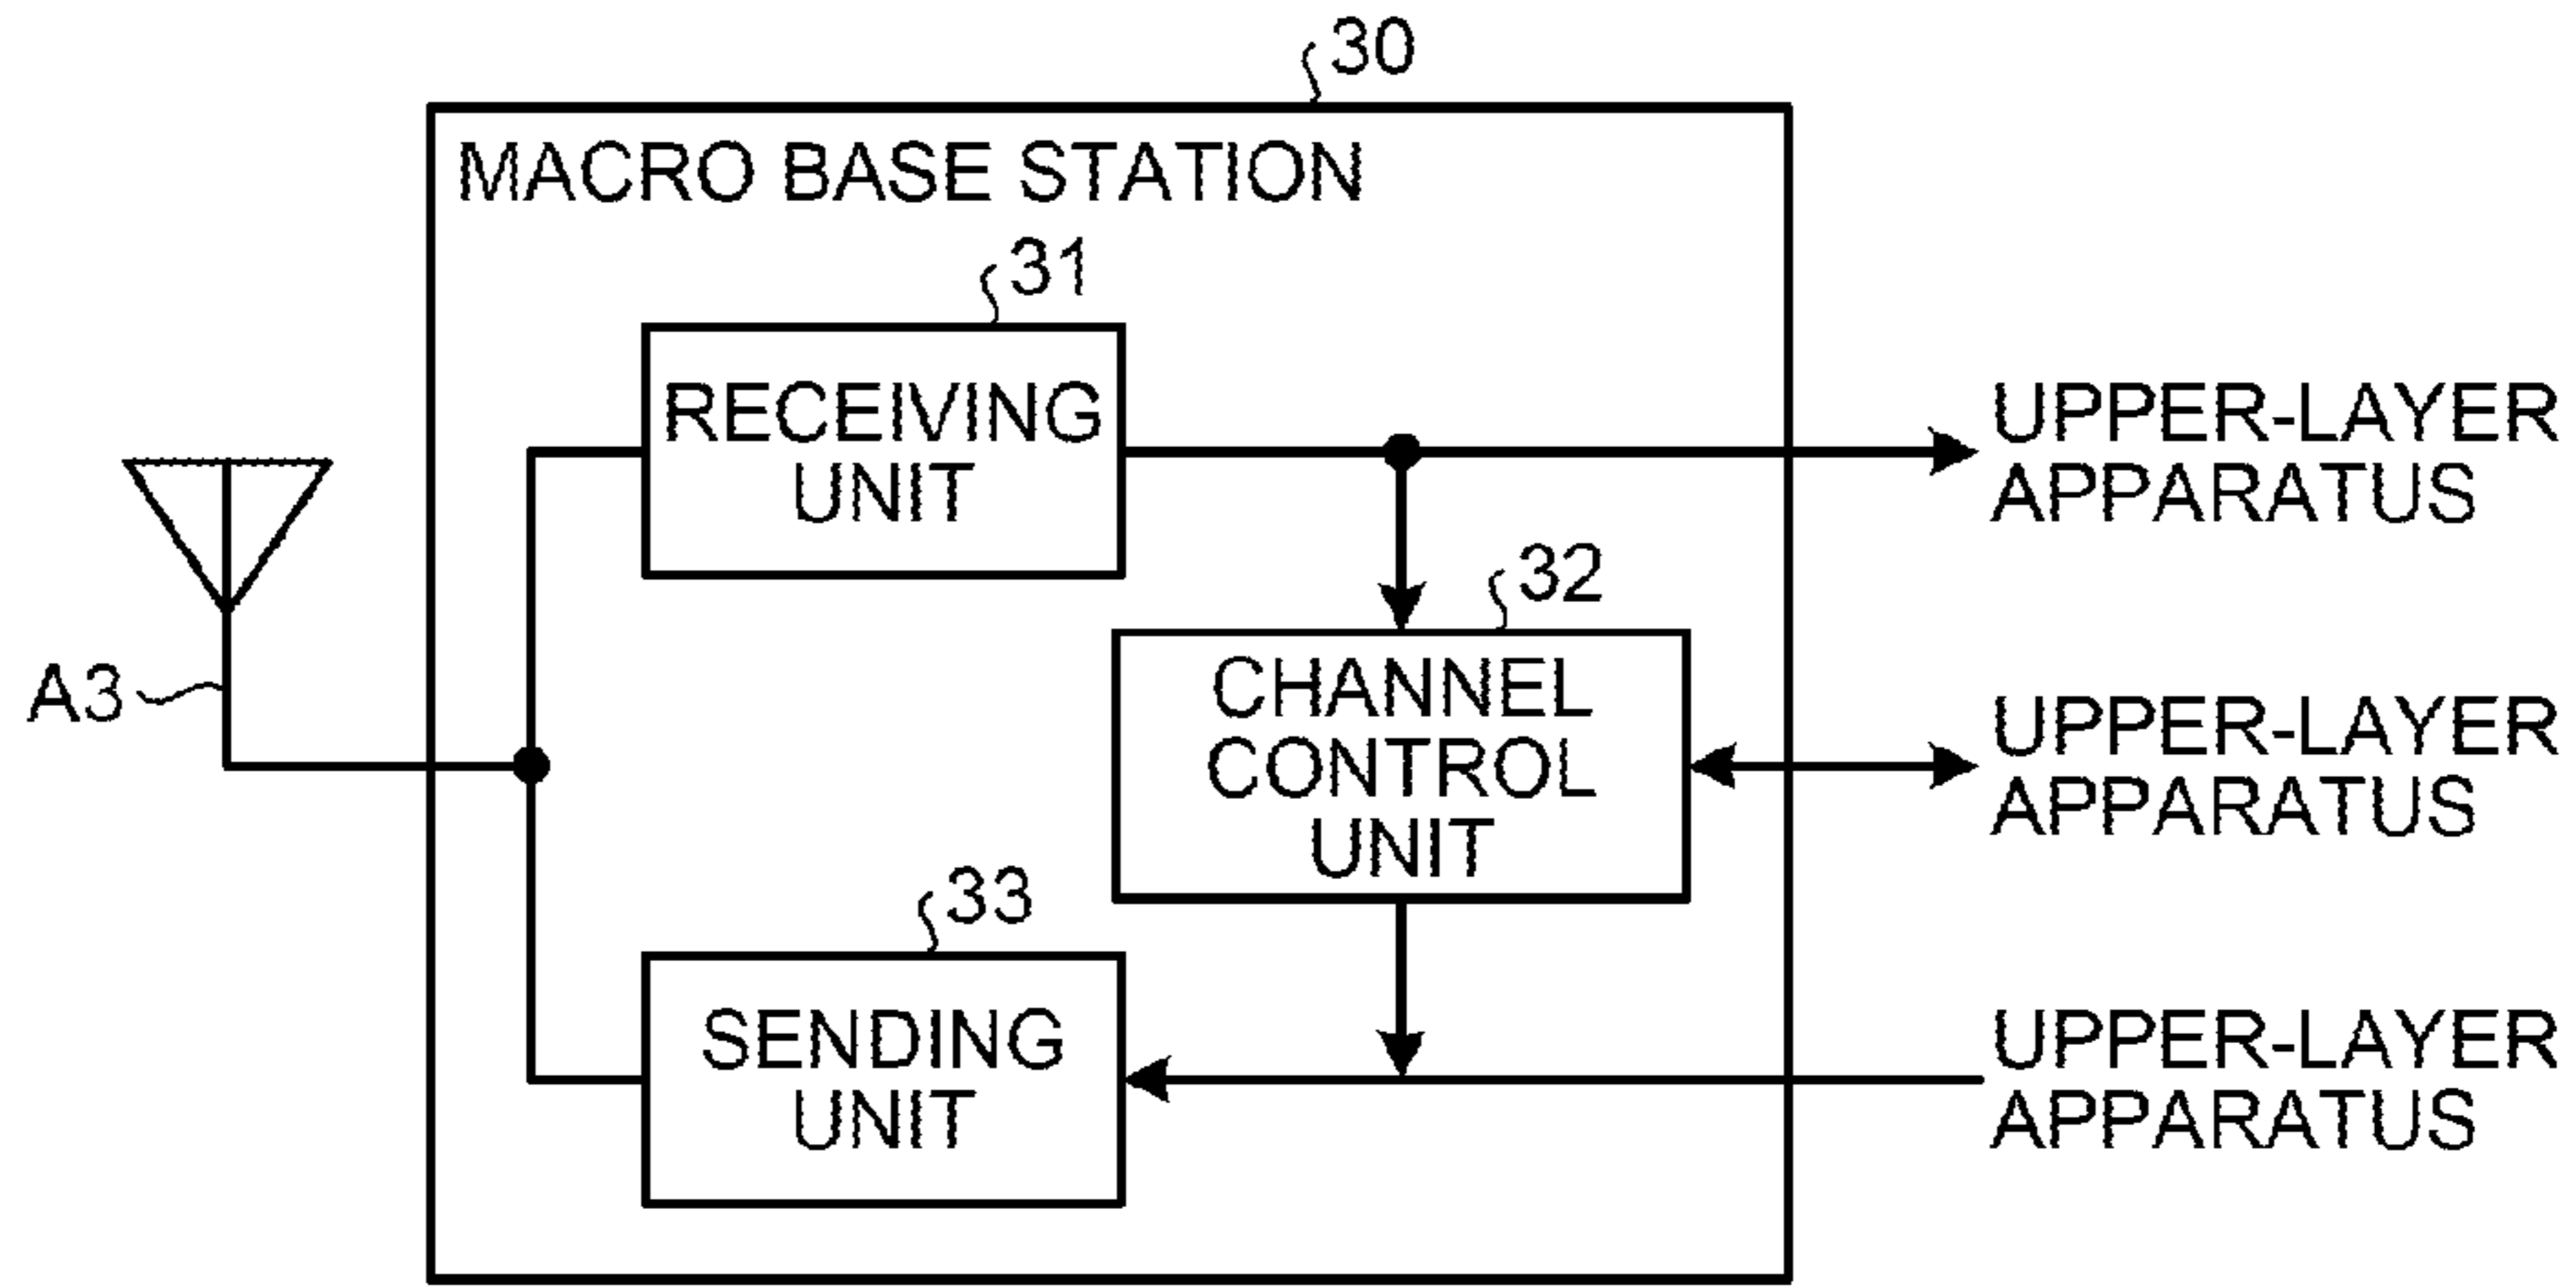 30
MACRO BASE STATION
31
RECEIVING
UNIT
UPPER-LAYER
APPARATUS
32
A3
CHANNEL
CONTROL
UNIT
UPPER-LAYER
APPARATUS
33
SENDING
UNIT
UPPER-LAYER
APPARATUS